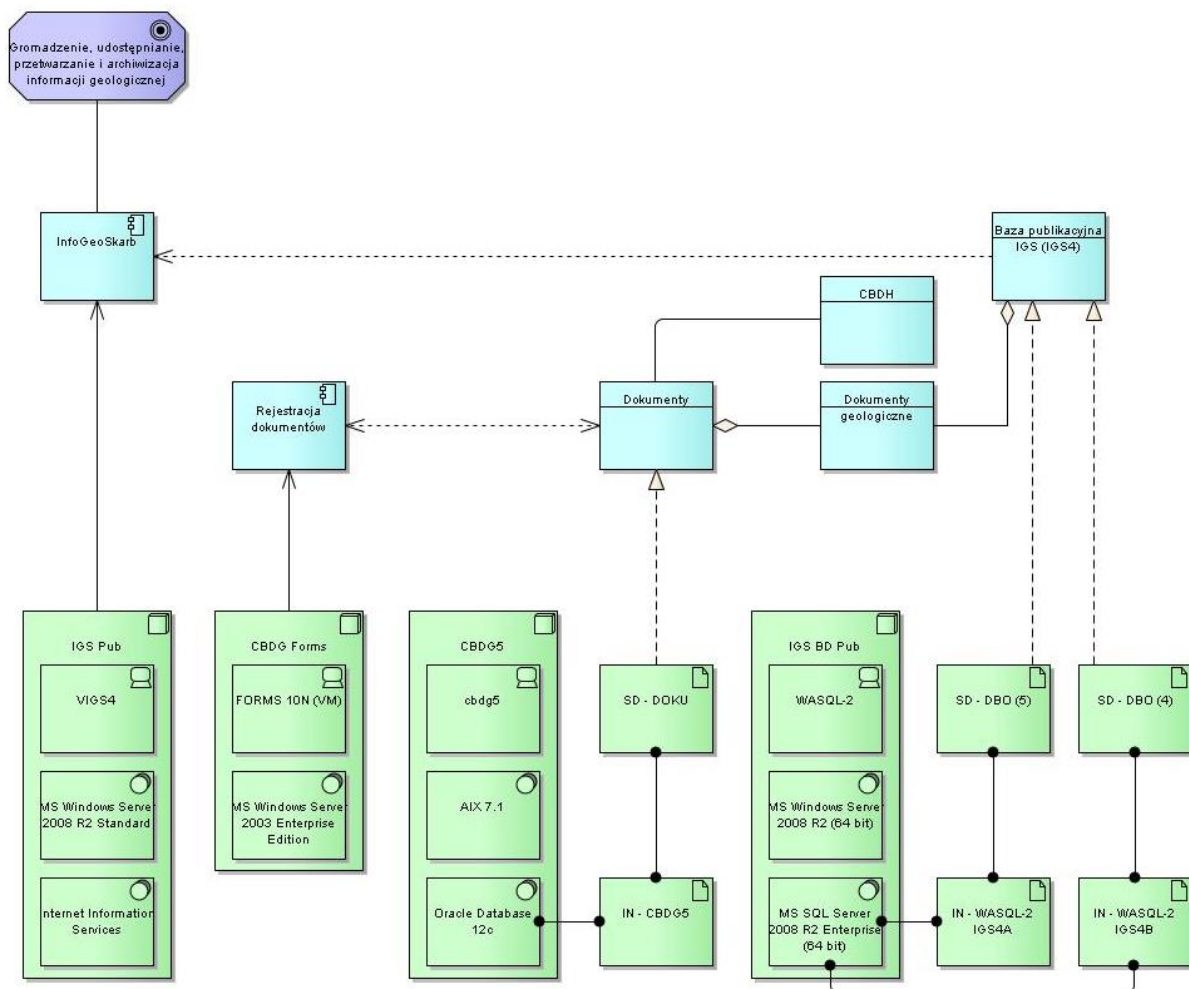 Gromadzenie, udostępnianie,
przetwarzanie i archiwizacja
informacji geologicznej
InfoGeoSkarb
Baza publikacyjna
IGS (IGS4)
CBDH
Rejestracja
dokumentów
Dokumenty
Dokumenty
geologiczne
IGS Pub
VIGS4
MS Windows Server
2008 R2 Standard
nternet Information
Services
CBDG Forms
FORMS 10N (VM)
MS Windows Server
2003 Enterprise
Edition
CBDG5
cbdg5
AIX 7.1
Oracle Database
12c
SD - DOKU
IN - CBDG5
IGS BD Pub
WASQL-2
MS Windows Server
2008 R2 (64 bit)
MS SQL Server
2008 R2 Enterprise
(64 bit)
SD - DBO (5)
IN - WASQL-2
IGS4A
SD - DBO (4)
IN - WASQL-2
IGS4B